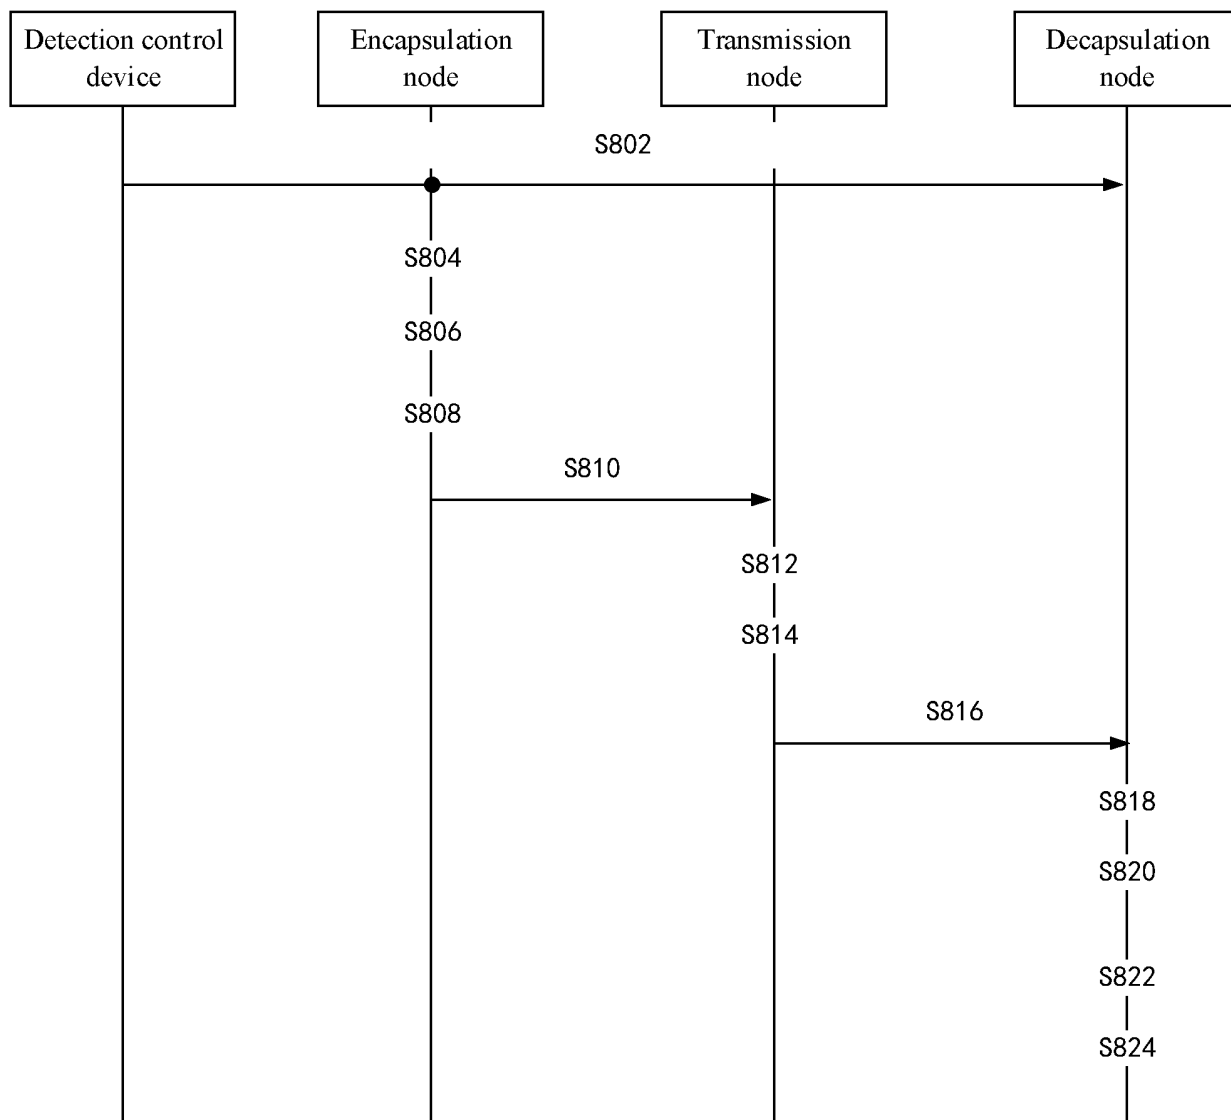 Detection control
device
Encapsulation
node
Transmission
node
Decapsulation
node
S802
S804
S806
S808
S810
S812
S814
S816
S818
S820
S822
S824